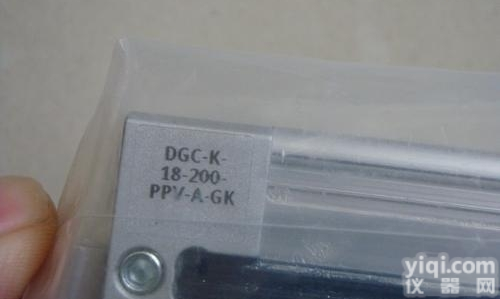 DGC-K-
18-200-
PPV-A-GK
yiqi.com
仪器网